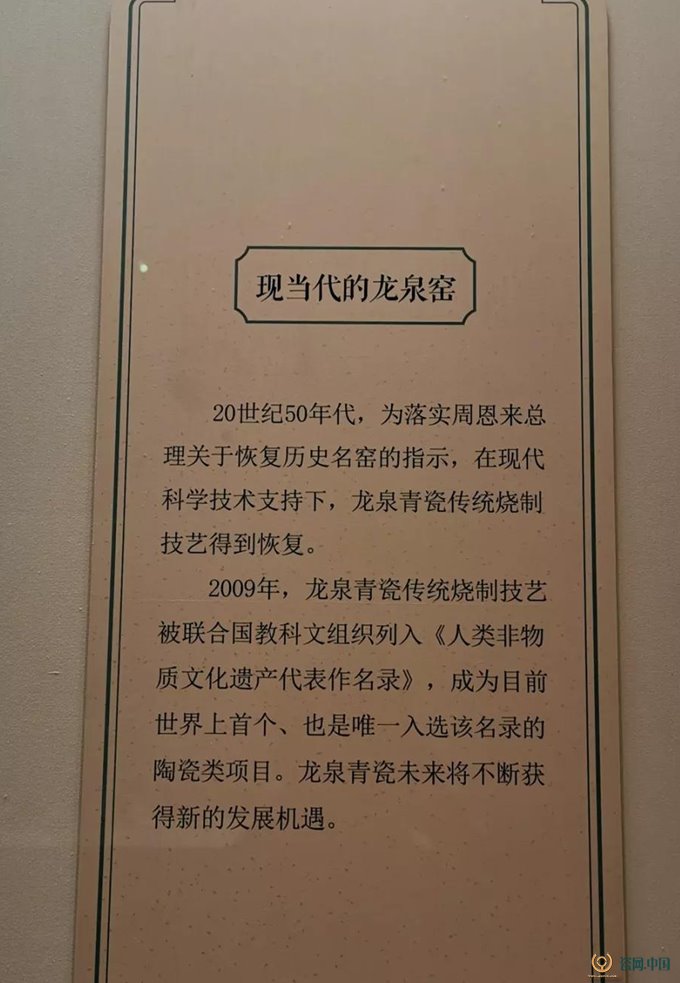 现当代的龙泉窑
20世纪50年代，为落实周恩来总
理关于恢复历史名窑的指示，在现代
科学技术支持下，龙泉青瓷传统烧制
技艺得到恢复。
2009年，龙泉青瓷传统烧制技艺
被联合国教科文组织列入《人类非物
质文化遗产代表作名录》，成为目前
世界上首个、也是唯一入选该名录的
陶瓷类项目。龙泉青瓷未来将不断获
得新的发展机遇。
瓷网.中国